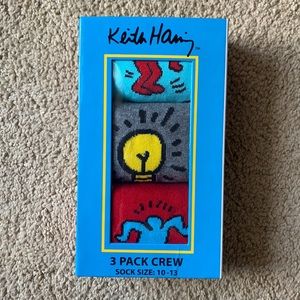 Keith Haring
3 PACK CREW
SOCK SIZE: 10-13